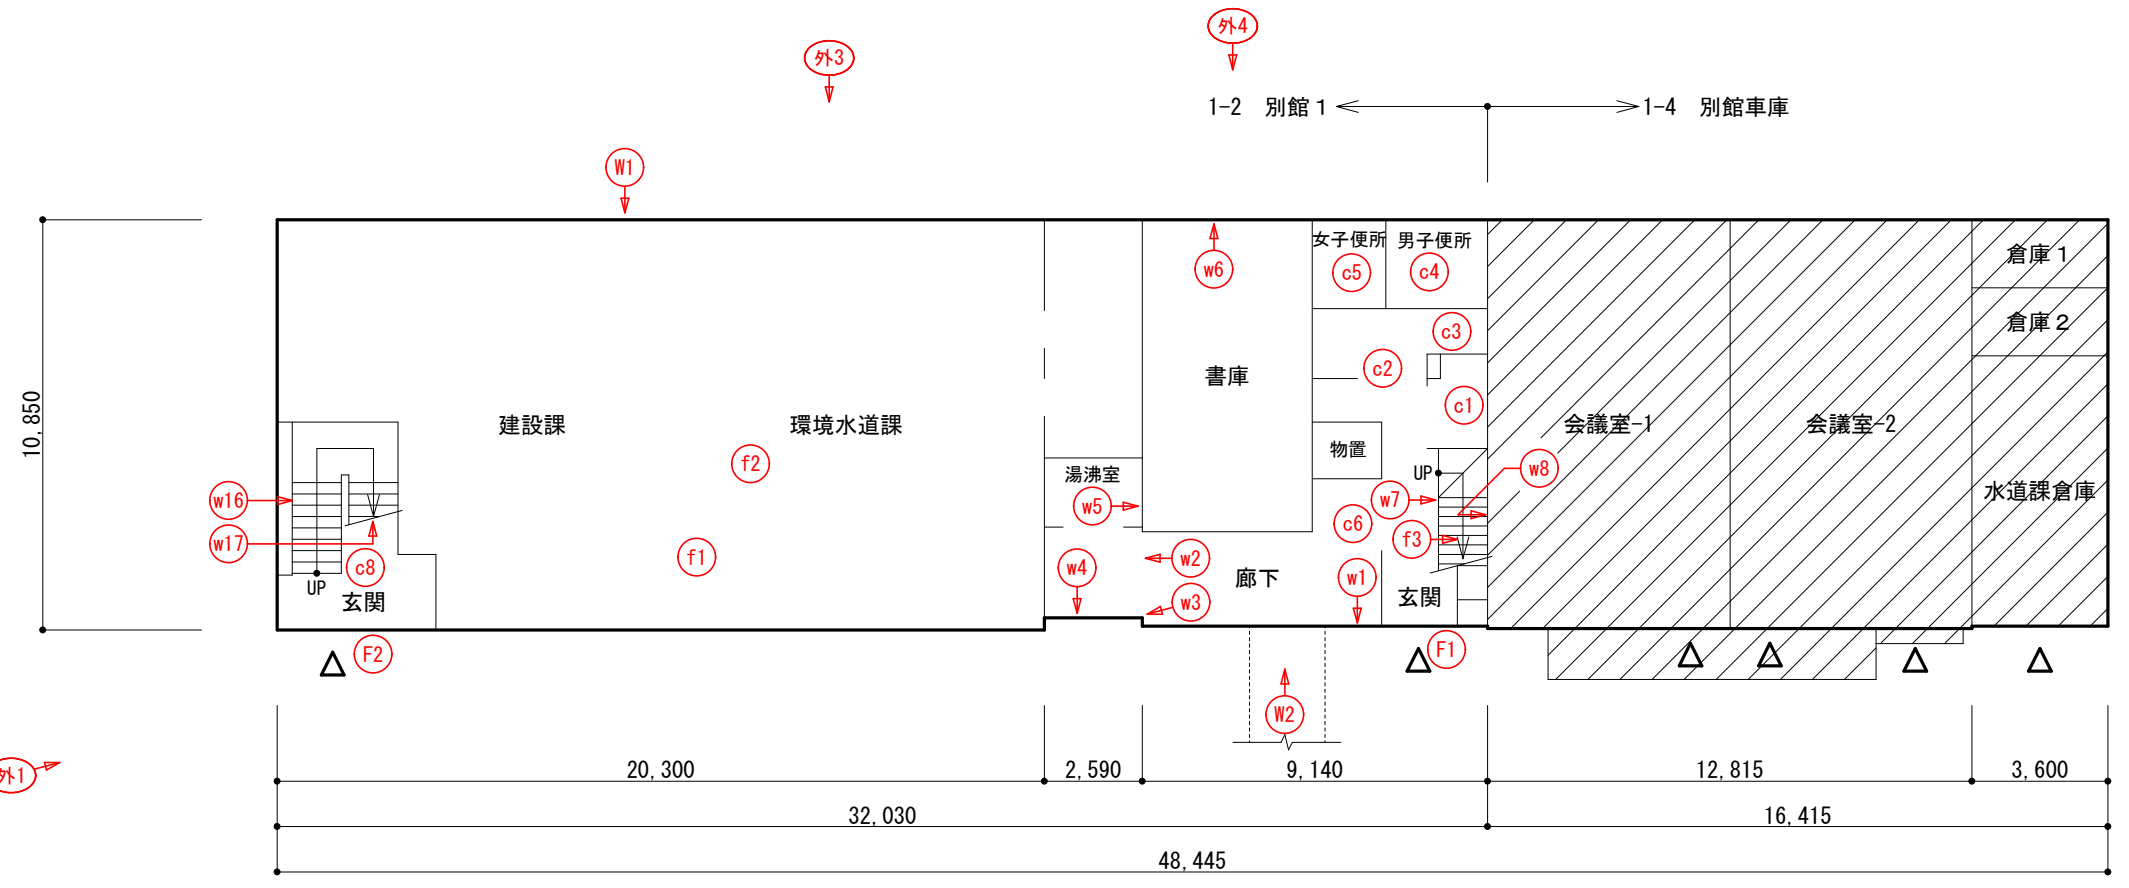 外4
外3
1-2 別館1
1-4 別館車庫
W1
女子便所
男子便所
倉庫1
w6
c5
c4
c3
倉庫2
書庫
c2
c1
10,850
建設課
環境水道課
会議室-1
会議室-2
物置
f2
湯沸室
UP
w8
水道課倉庫
w16
w5
w7
c6
w17
f1
w2
f3
c8
w4
廊下
w1
UP
玄関
w3
玄関
F2
F1
W2
外1
20,300
2,590
9,140
12,815
3,600
32,030
16,415
48,445